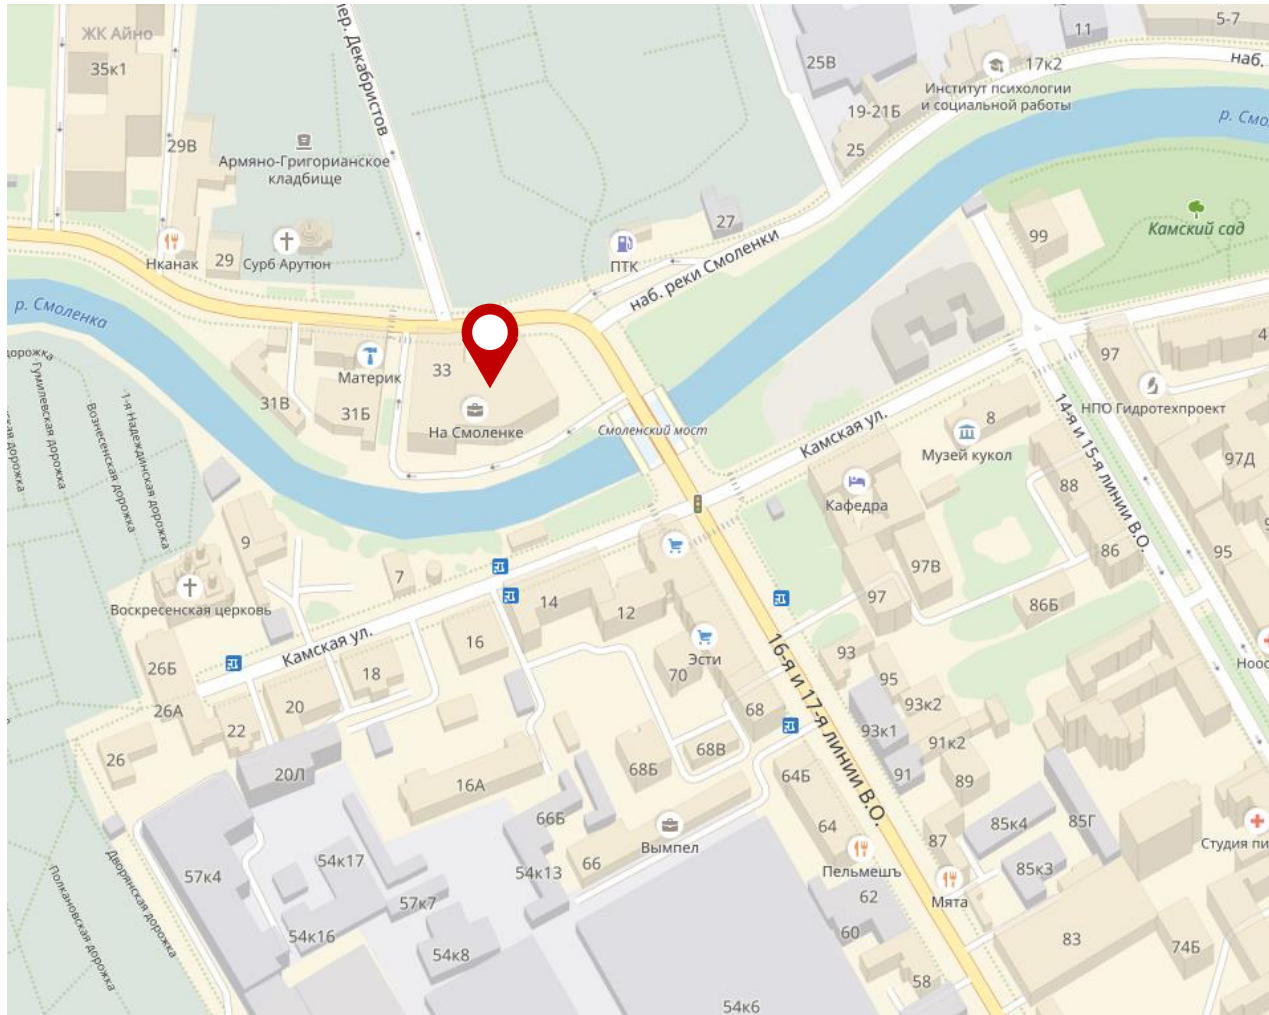 ЖК Айно
35к1
29В
Армяно-Григорианское
кладбище
пер. Декабристов
Нканак
29
Сурб Арутюн
р. Смоленка
ПТК
27
наб. реки Смоленки
25В
19-21Б
25
17к2
Институт психологии
и социальной работы
11
5-7
наб.
р. Смо
Камский сад
99
33
Материк
31В
31Б
На Смоленке
Смоленский мост
Камская ул.
Кафедра
8
Музей кукол
97
4
НПО Гидротехпроект
14-я и 15-я линии В.О.
97Д
88
86
95
97В
97
86Б
дорожка
Гумилевская дорожка
ская дорожка
Вознесенская дорожка
1-я Надеждинская дорожка
9
7
Воскресенская церковь
14
12
16
Камская ул.
18
20
22
26Б
26А
26
Эсти
70
68
68В
68Б
16-я и 17-я линии В.О.
93
95
93к2
93к1
91к2
91
89
87
85к4
85Г
85к3
Ноос
Студия пи
20Л
16А
66Б
66
Вымпел
64Б
64
Пельмешъ
Мята
62
60
58
83
74Б
57к4
54к17
54к13
57к7
54к16
54к8
54к6
Дворянская дорожка
Полкановская дорожка